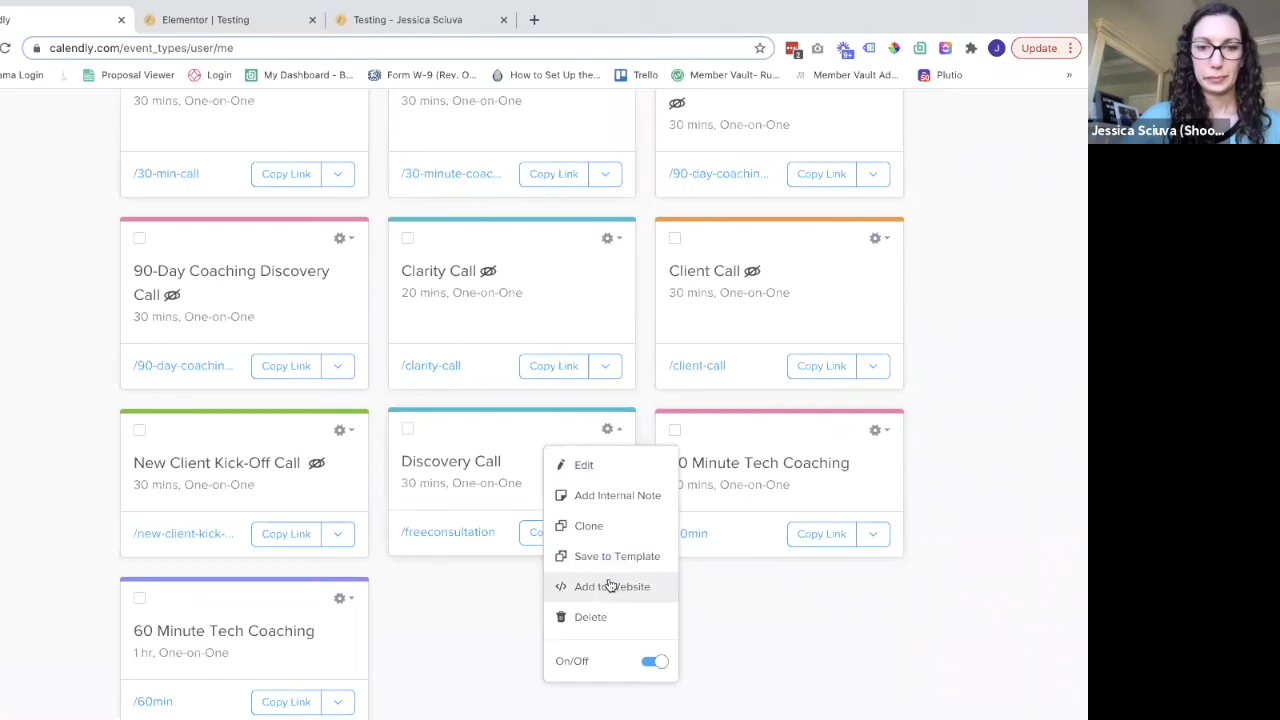 dly
Elementor | Testing
Testing - Jessica Sciuva
calendly.com/event_types/user/me
2
9+
J
Update
ama Login
Proposal Viewer
Login
My Dashboard - B...
Form W-9 (Rev. O...
How to Set Up the...
Trello
Member Vault- Ru...
Member Vault Ad...
50
Plutio
»
30 mins, One-on-One
30 mins, One-on-One
30 mins, One-on-One
/30-min-call
Copy Link
/30-minute-coac...
Copy Link
/90-day-coachin...
Copy Link
90-Day Coaching Discovery
Call
30 mins, One-on-One
/90-day-coachin...
Copy Link
Clarity Call
20 mins, One-on-One
/clarity-call
Copy Link
Client Call
30 mins, One-on-One
/client-call
Copy Link
New Client Kick-Off Call
30 mins, One-on-One
/new-client-kick-...
Copy Link
Discovery Call
30 mins, One-on-One
/freeconsultation
Co
Edit
Add Internal Note
Clone
Save to Template
Add to Website
Delete
On/Off
0 Minute Tech Coaching
mins, One-on-One
0min
Copy Link
60 Minute Tech Coaching
1 hr, One-on-One
/60min
Copy Link
Jessica Sciuva (Shoo...